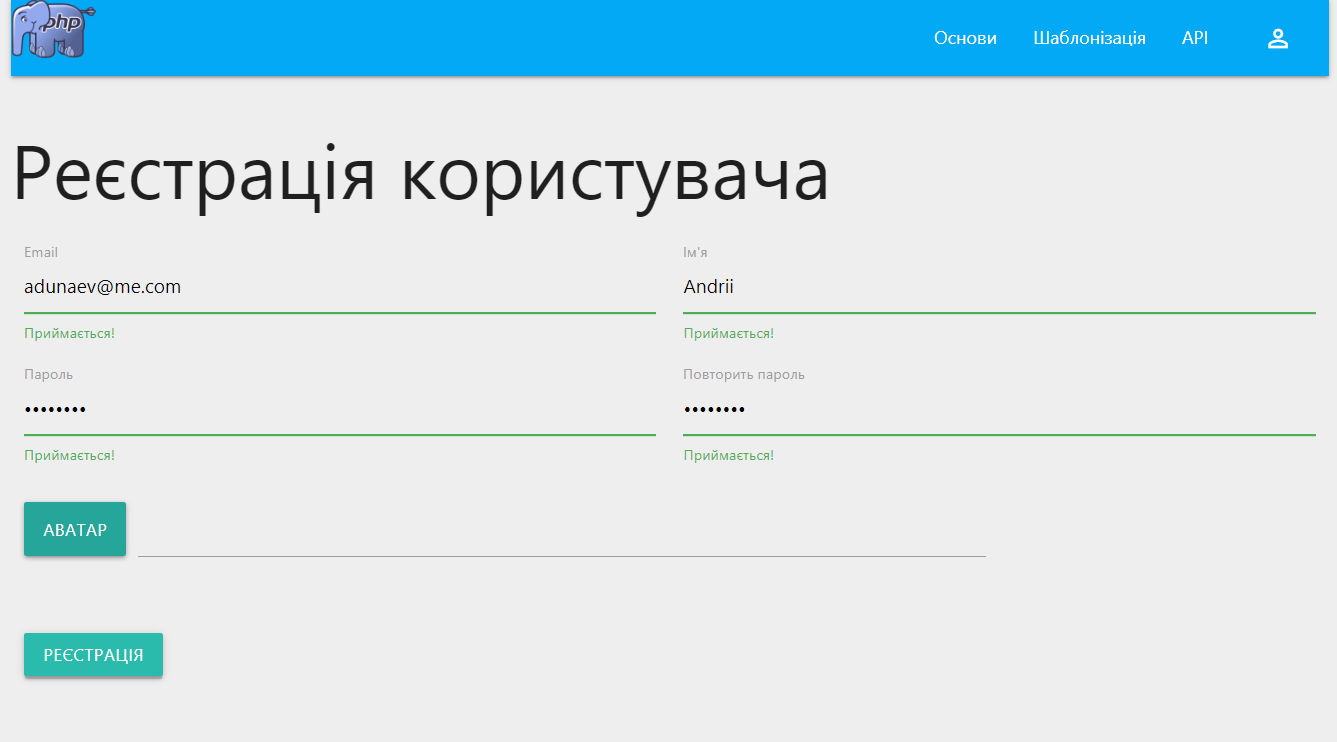 php
Основи Шаблонізація API
Реєстрація користувача
Email Ім'я
adunaev@me.com Andrii
Приймається! Приймається!
Пароль Повторить пароль
•••••••• ••••••••
Приймається! Приймається!
АВАТАР
РЕЄСТРАЦІЯ